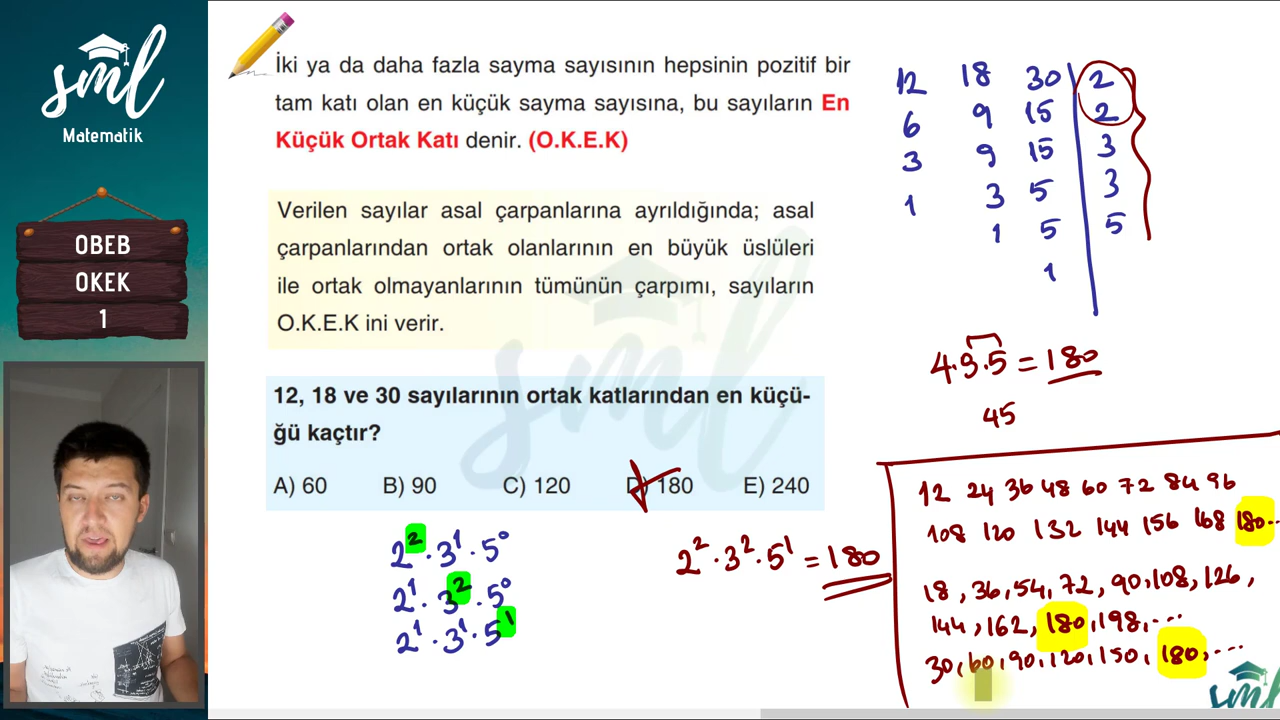 sml
Matematik
OBEB
OKEK
1
İki ya da daha fazla sayma sayısının hepsinin pozitif bir
tam katı olan en küçük sayma sayısına, bu sayıların En
Küçük Ortak Katı denir. (O.K.E.K)
Verilen sayılar asal çarpanlarına ayrıldığında; asal
çarpanlarından ortak olanlarının en büyük üslüleri
ile ortak olmayanlarının tümünün çarpımı, sayıların
O.K.E.K ini verir.
12, 18 ve 30 sayılarının ortak katlarından en küçü-
ğü kaçtır?
A) 60 B) 90 C) 120 D) 180 E) 240
2² · 3¹ · 5⁰
2¹ · 3² · 5⁰
2¹ · 3¹ · 5¹
2² · 3² · 5¹ = 180
12 18 30 2
6 9 15 2
3 9 15 3
1 3 5 3
1 5 5
1
4·9·5 = 180
45
12 24 36 48 60 72 84 96
108 120 132 144 156 168 180...
18, 36, 54, 72, 90, 108, 126,
144, 162, 180, 198, ...
30, 60, 90, 120, 150, 180, ...
sml